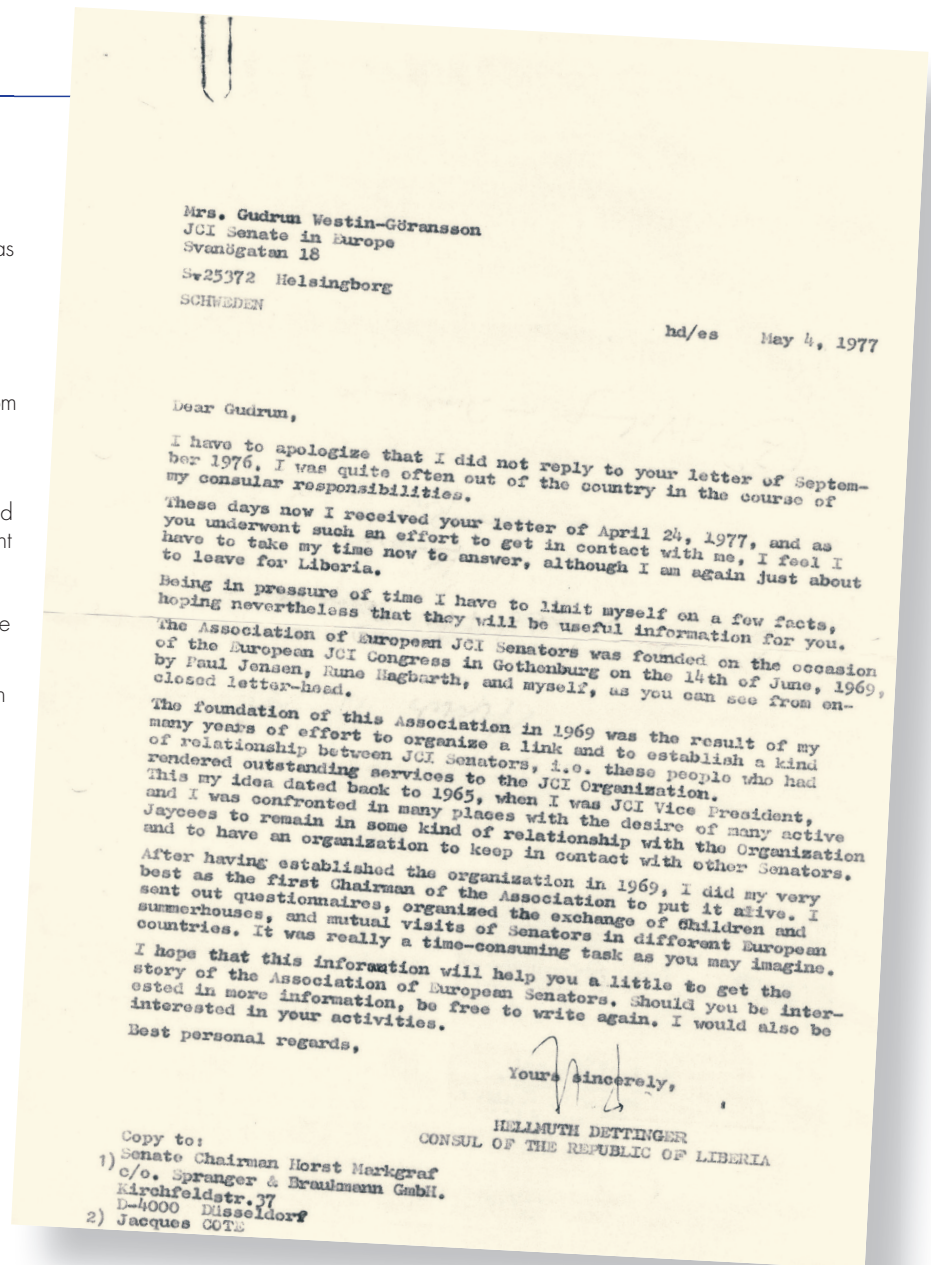 as
om
d
nt
e
n
Mrs. Gudrun Westin-Göransson
JCI Senate in Europe
Svanögatan 18
S-25372 Helsingborg
SCHWEDEN
hd/es May 4, 1977
Dear Gudrun,
I have to apologize that I did not reply to your letter of Septem-
ber 1976. I was quite often out of the country in the course of
my consular responsibilities.
These days now I received your letter of April 24, 1977, and as
you underwent such an effort to get in contact with me, I feel I
have to take my time now to answer, although I am again just about
to leave for Liberia.
Being in pressure of time I have to limit myself on a few facts,
hoping nevertheless that they will be useful information for you.
The Association of European JCI Senators was founded on the occasion
of the European JCI Congress in Gothenburg on the 14th of June, 1969,
by Paul Jensen, Rune Hagbarth, and myself, as you can see from en-
closed letter-head.
The foundation of this Association in 1969 was the result of my
many years of effort to organize a link and to establish a kind
of relationship between JCI Senators, i.e. these people who had
rendered outstanding services to the JCI Organization.
This my idea dated back to 1965, when I was JCI Vice President,
and I was confronted in many places with the desire of many active
Jaycees to remain in some kind of relationship with the Organization
and to have an organization to keep in contact with other Senators.
After having established the organization in 1969, I did my very
best as the first Chairman of the Association to put it alive. I
sent out questionnaires, organized the exchange of Children and
summerhouses, and mutual visits of Senators in different European
countries. It was really a time-consuming task as you may imagine.
I hope that this information will help you a little to get the
story of the Association of European Senators. Should you be inter-
ested in more information, be free to write again. I would also be
interested in your activities.
Best personal regards,
Yours sincerely,
HELLMUTH DETTINGER
CONSUL OF THE REPUBLIC OF LIBERIA
Copy to:
1) Senate Chairman Horst Markgraf
c/o. Spranger & Braukmann GmbH.
Kirchfeldstr.37
D-4000 Düsseldorf
2) Jacques COTE